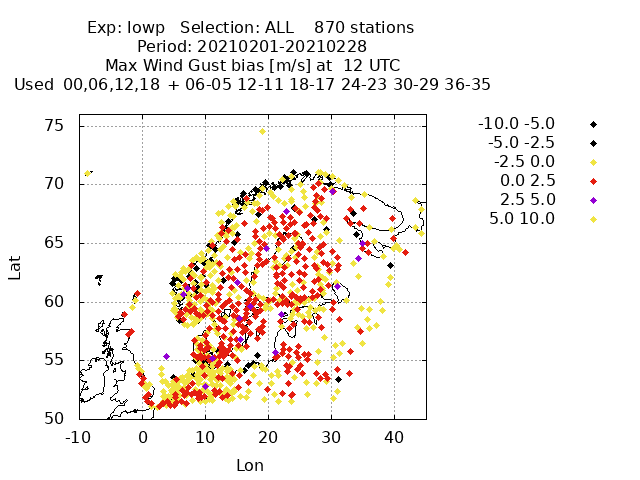 Exp: Iowp   Selection: ALL    870 stations
Period: 20210201-20210228
Max Wind Gust bias [m/s] at  12 UTC
Used  00,06,12,18  + 06-05 12-11 18-17 24-23 30-29 36-35
-10.0 -5.0
-5.0 -2.5
-2.5 0.0
0.0 2.5
2.5 5.0
5.0 10.0
75
70
65
60
55
50
Lat
-10 0 10 20 30 40
Lon